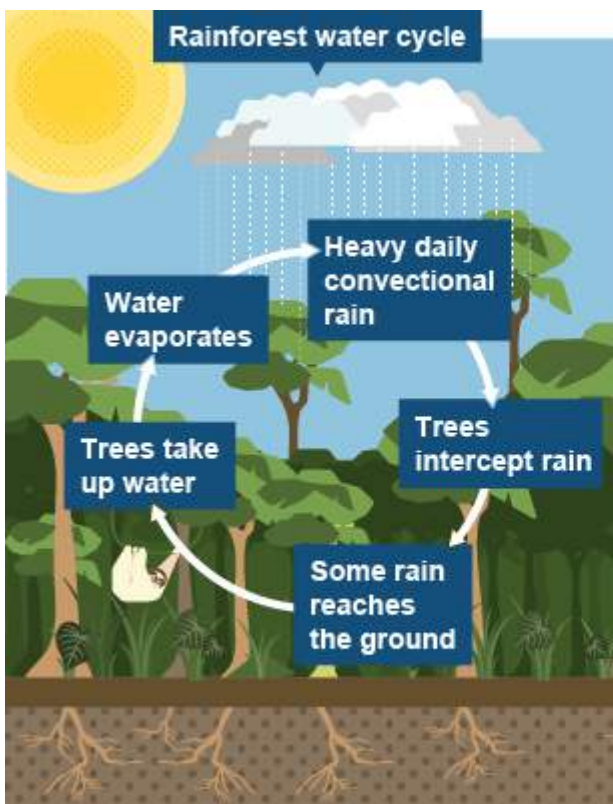 Rainforest water cycle
Heavy daily
convectional
rain
Trees
intercept rain
Some rain
reaches
the ground
Trees take
up water
Water
evaporates